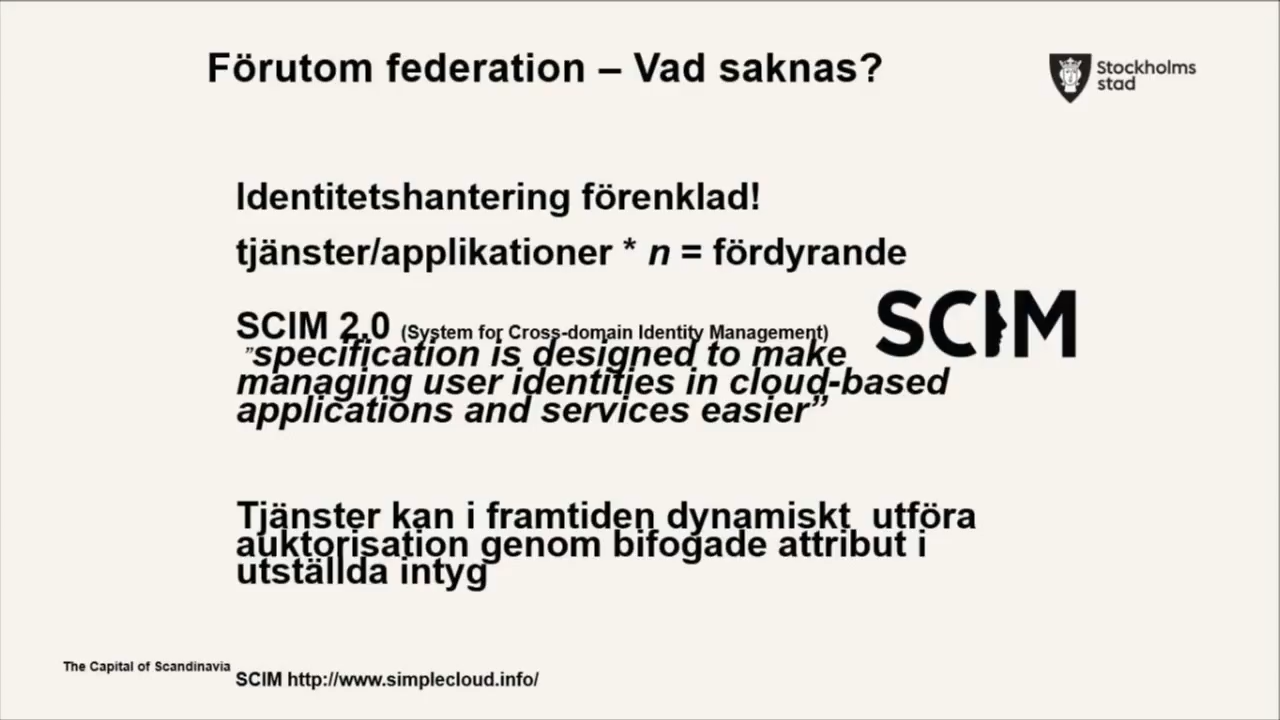 Förutom federation – Vad saknas?
Stockholms
stad
Identitetshantering förenklad!
tjänster/applikationer * n = fördyrande
SCIM 2.0 (System for Cross-domain Identity Management)
SCIM
”specification is designed to make
managing user identities in cloud-based
applications and services easier”
Tjänster kan i framtiden dynamiskt  utföra
auktorisation genom bifogade attribut i
utställda intyg
The Capital of Scandinavia
SCIM http://www.simplecloud.info/